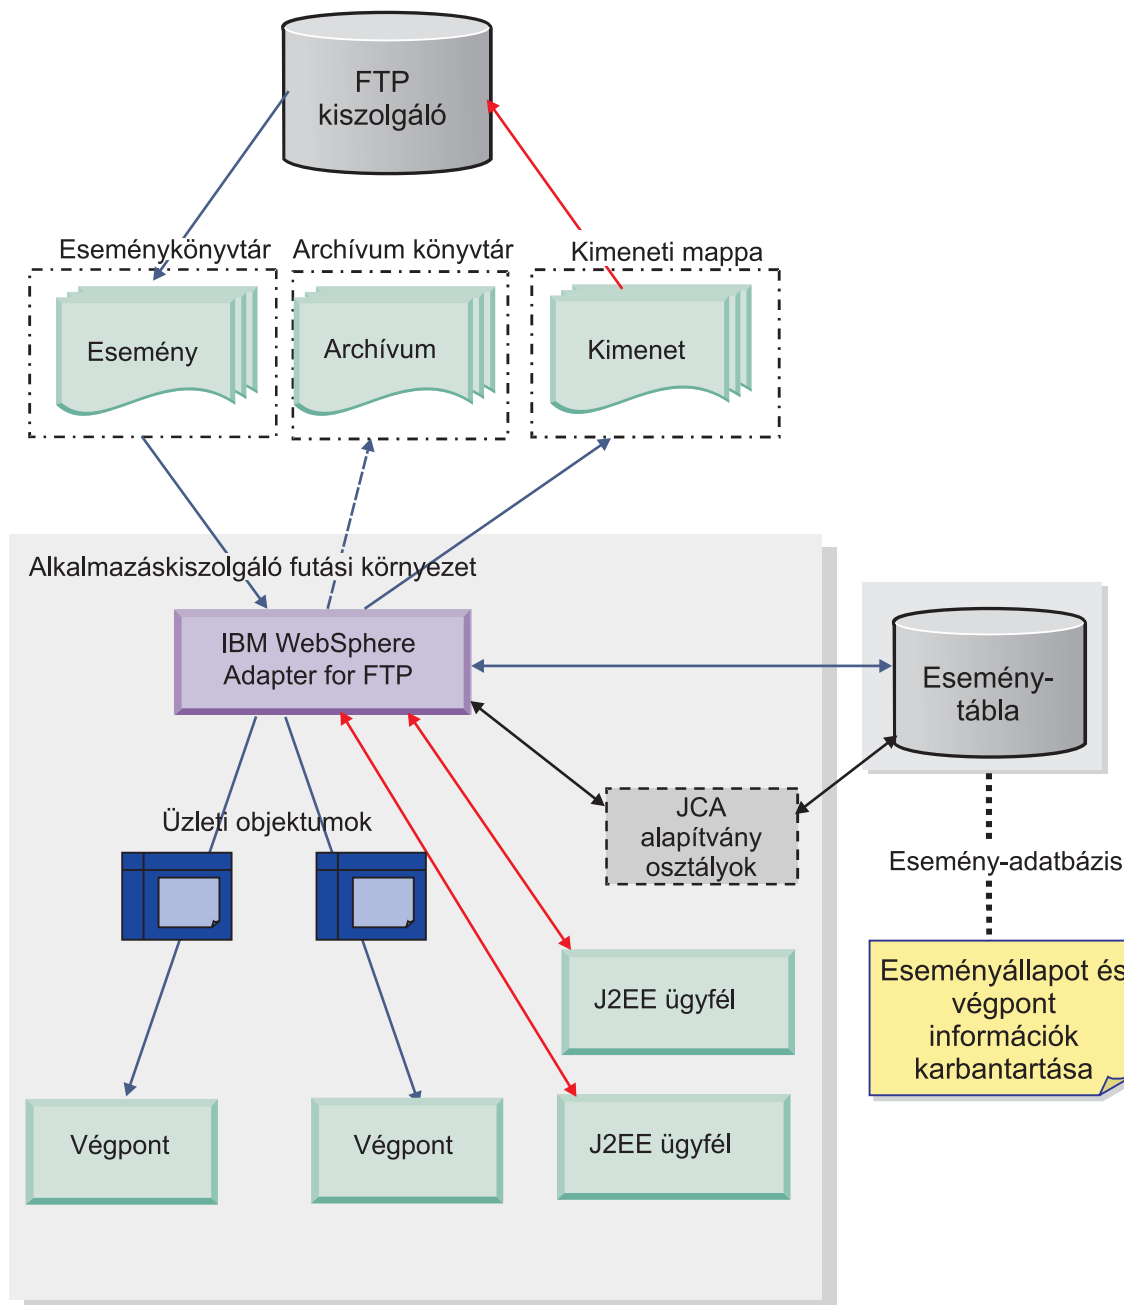 FTP
kiszolgáló
Eseménykönyvtár
Archívum könyvtár
Kimeneti mappa
Esemény
Archívum
Kimenet
Alkalmazáskiszolgáló futási környezet
IBM WebSphere
Adapter for FTP
Esemény-
tábla
JCA
alapítvány
osztályok
Üzleti objektumok
Esemény-adatbázis
J2EE ügyfél
Eseményállapot és
végpont
információk
karbantartása
Végpont
Végpont
J2EE ügyfél